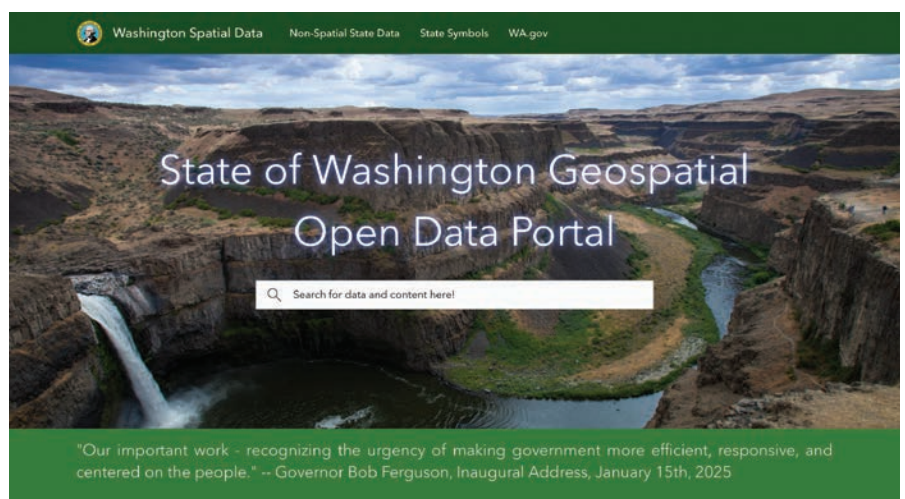 Washington Spatial Data Non-Spatial State Data State Symbols WA.gov
State of Washington Geospatial
Open Data Portal
Search for data and content here!
"Our important work - recognizing the urgency of making government more efficient, responsive, and
centered on the people." -- Governor Bob Ferguson, Inaugural Address, January 15th, 2025